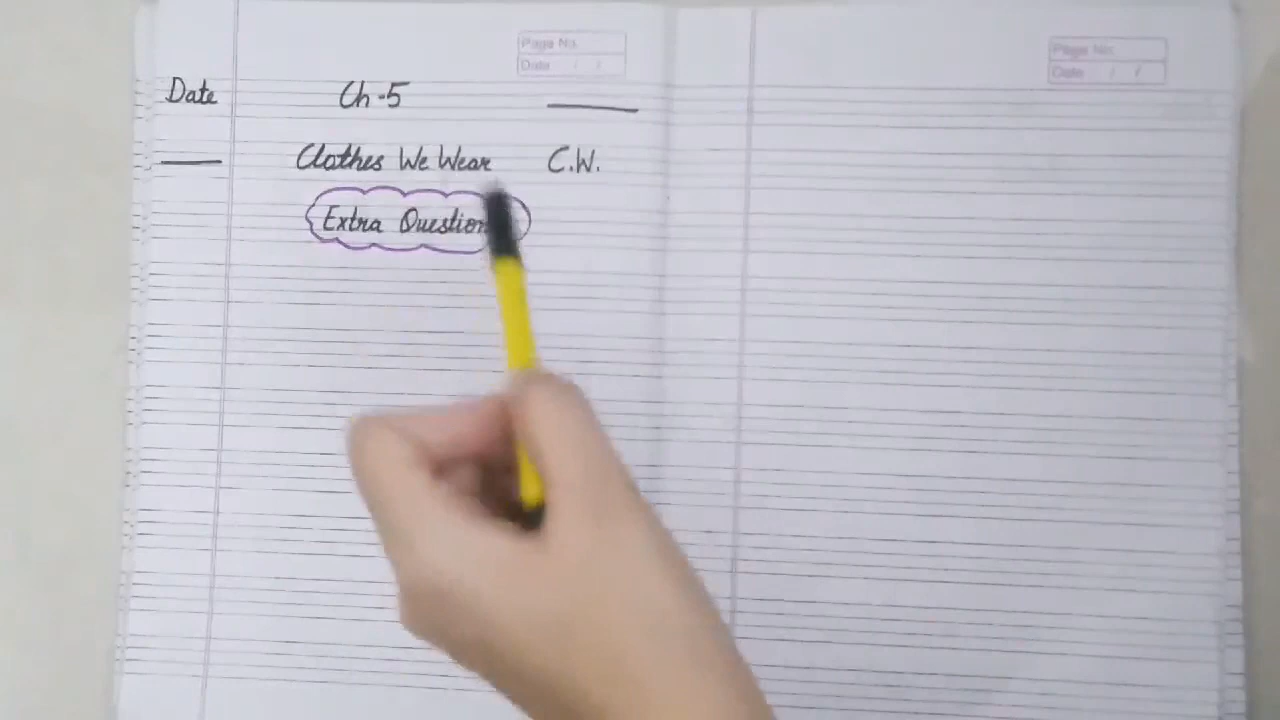 Page No.
Date / /
Page No.
Date / /
Date Ch-5
Clothes We Wear C.W.
Extra Question